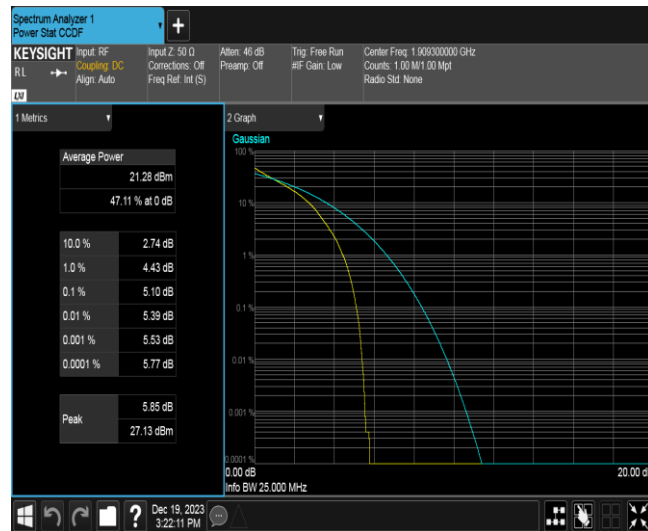 Spectrum Analyzer 1
Power Stat CCDF
+
KEYSIGHT
RL
LXI
Input: RF
Coupling: DC
Align: Auto
Input Z: 50 Ω
Corrections: Off
Freq Ref: Int (S)
Atten: 46 dB
Preamp: Off
Trig: Free Run
#IF Gain: Low
Center Freq: 1.909300000 GHz
Counts: 1.00 M/1.00 Mpt
Radio Std: None
1 Metrics
Average Power
21.28 dBm
47.11 % at 0 dB
10.0 % 2.74 dB
1.0 % 4.43 dB
0.1 % 5.10 dB
0.01 % 5.39 dB
0.001 % 5.53 dB
0.0001 % 5.77 dB
Peak
5.85 dB
27.13 dBm
2 Graph
Gaussian
100 %
10 %
1 %
0.1 %
0.01 %
0.001 %
0.0001 %
0.00 dB
20.00 d
Info BW 25.000 MHz
?
Dec 19, 2023
3:22:11 PM